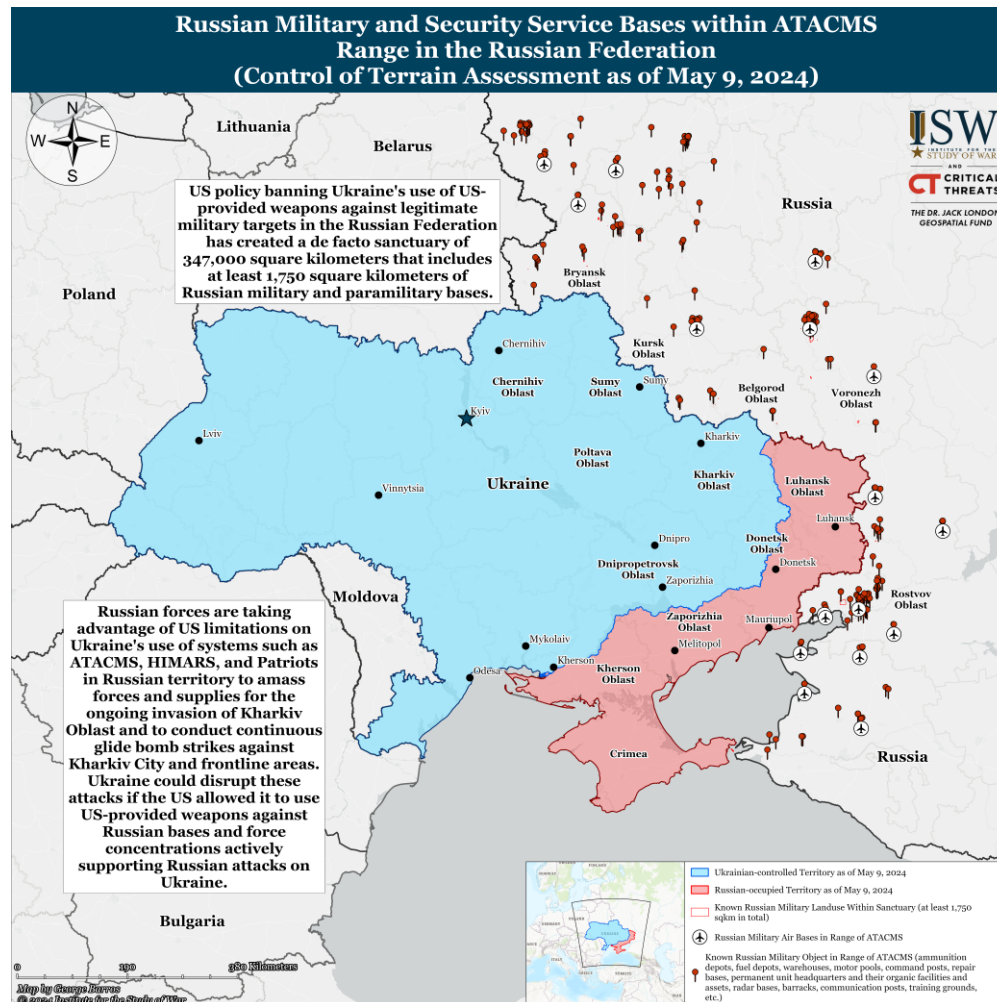 Russian Military and Security Service Bases within ATACMS
Range in the Russian Federation
(Control of Terrain Assessment as of May 9, 2024)
N
W
E
S
Lithuania
Belarus
ISW
INSTITUTE FOR THE
STUDY OF WAR
AND
CT CRITICAL
THREATS
THE DR. JACK LONDON
GEOSPATIAL FUND
US policy banning Ukraine's use of US-
provided weapons against legitimate
military targets in the Russian Federation
has created a de facto sanctuary of
347,000 square kilometers that includes
at least 1,750 square kilometers of
Russian military and paramilitary bases.
Russia
Poland
Bryansk
Oblast
Chernihiv
Kursk
Oblast
Chernihiv
Oblast
Sumy
Oblast
Sumy
Belgorod
Oblast
Voronezh
Oblast
Kyiv
Lviv
Kharkiv
Poltava
Oblast
Kharkiv
Oblast
Ukraine
Luhansk
Oblast
Vinnytsia
Luhansk
Dnipro
Donetsk
Oblast
Dnipropetrovsk
Oblast
Donetsk
Zaporizhia
Moldova
Rostvov
Oblast
Zaporizhia
Oblast
Mauriupol
Mykolaiv
Melitopol
Kherson
Kherson
Oblast
Odesa
Crimea
Russia
Russian forces are taking
advantage of US limitations on
Ukraine's use of systems such as
ATACMS, HIMARS, and Patriots
in Russian territory to amass
forces and supplies for the
ongoing invasion of Kharkiv
Oblast and to conduct continuous
glide bomb strikes against
Kharkiv City and frontline areas.
Ukraine could disrupt these
attacks if the US allowed it to use
US-provided weapons against
Russian bases and force
concentrations actively
supporting Russian attacks on
Ukraine.
Bulgaria
0 190 380 Kilometers
Map by George Barros
© 2024 Institute for the Study of War
Ukrainian-controlled Territory as of May 9, 2024
Russian-occupied Territory as of May 9, 2024
Known Russian Military Landuse Within Sanctuary (at least 1,750
sqkm in total)
Russian Military Air Bases in Range of ATACMS
Known Russian Military Object in Range of ATACMS (ammunition
depots, fuel depots, warehouses, motor pools, command posts, repair
bases, permanent unit headquarters and their organic facilities and
assets, radar bases, barracks, communication posts, training grounds,
etc.)